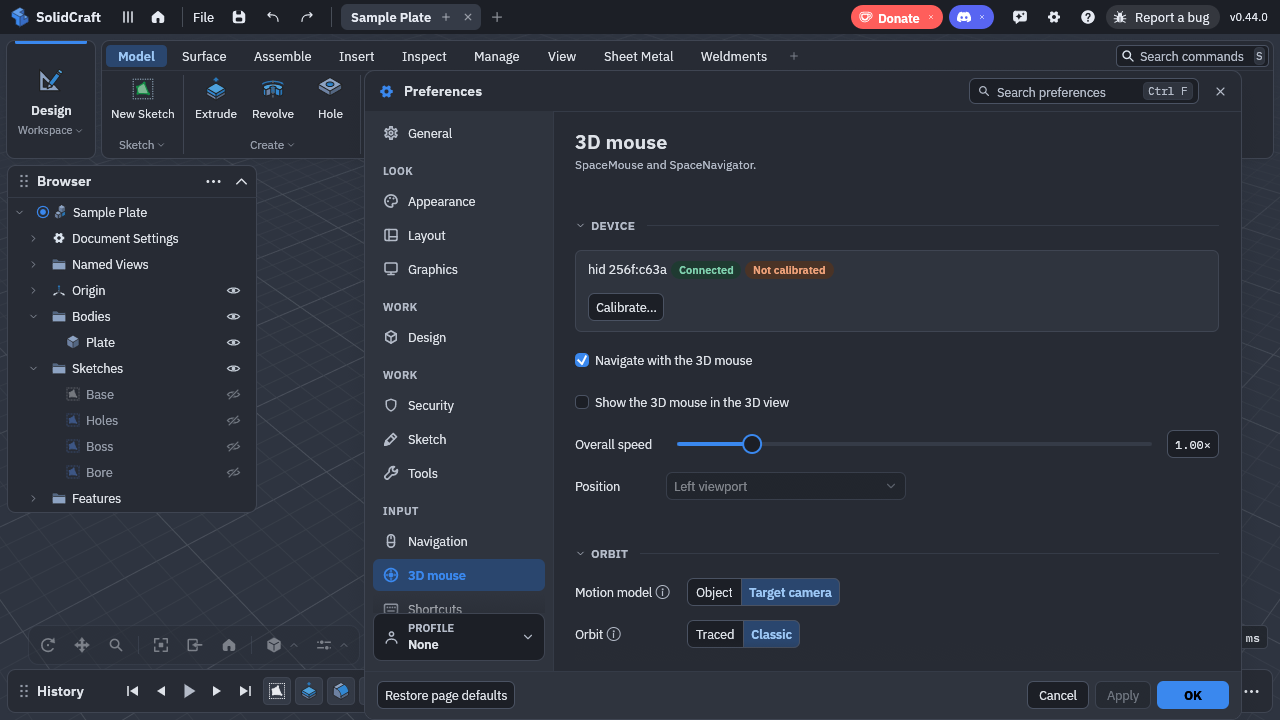 SolidCraft
File
Sample Plate
Donate
Report a bug
v0.44.0
Design
Workspace
Model
Surface
Assemble
Insert
Inspect
Manage
View
Sheet Metal
Weldments
Search commands
S
New Sketch
Extrude
Revolve
Hole
Sketch
Create
Browser
Sample Plate
Document Settings
Named Views
Origin
Bodies
Plate
Sketches
Base
Holes
Boss
Bore
Features
Preferences
Search preferences
Ctrl F
General
LOOK
Appearance
Layout
Graphics
WORK
Design
WORK
Security
Sketch
Tools
INPUT
Navigation
3D mouse
Shortcuts
PROFILE
None
3D mouse
SpaceMouse and SpaceNavigator.
DEVICE
hid 256f:c63a Connected Not calibrated
Calibrate...
Navigate with the 3D mouse
Show the 3D mouse in the 3D view
Overall speed
1.00×
Position
Left viewport
ORBIT
Motion model
Object
Target camera
Orbit
Traced
Classic
Restore page defaults
Cancel
Apply
OK
ms
History